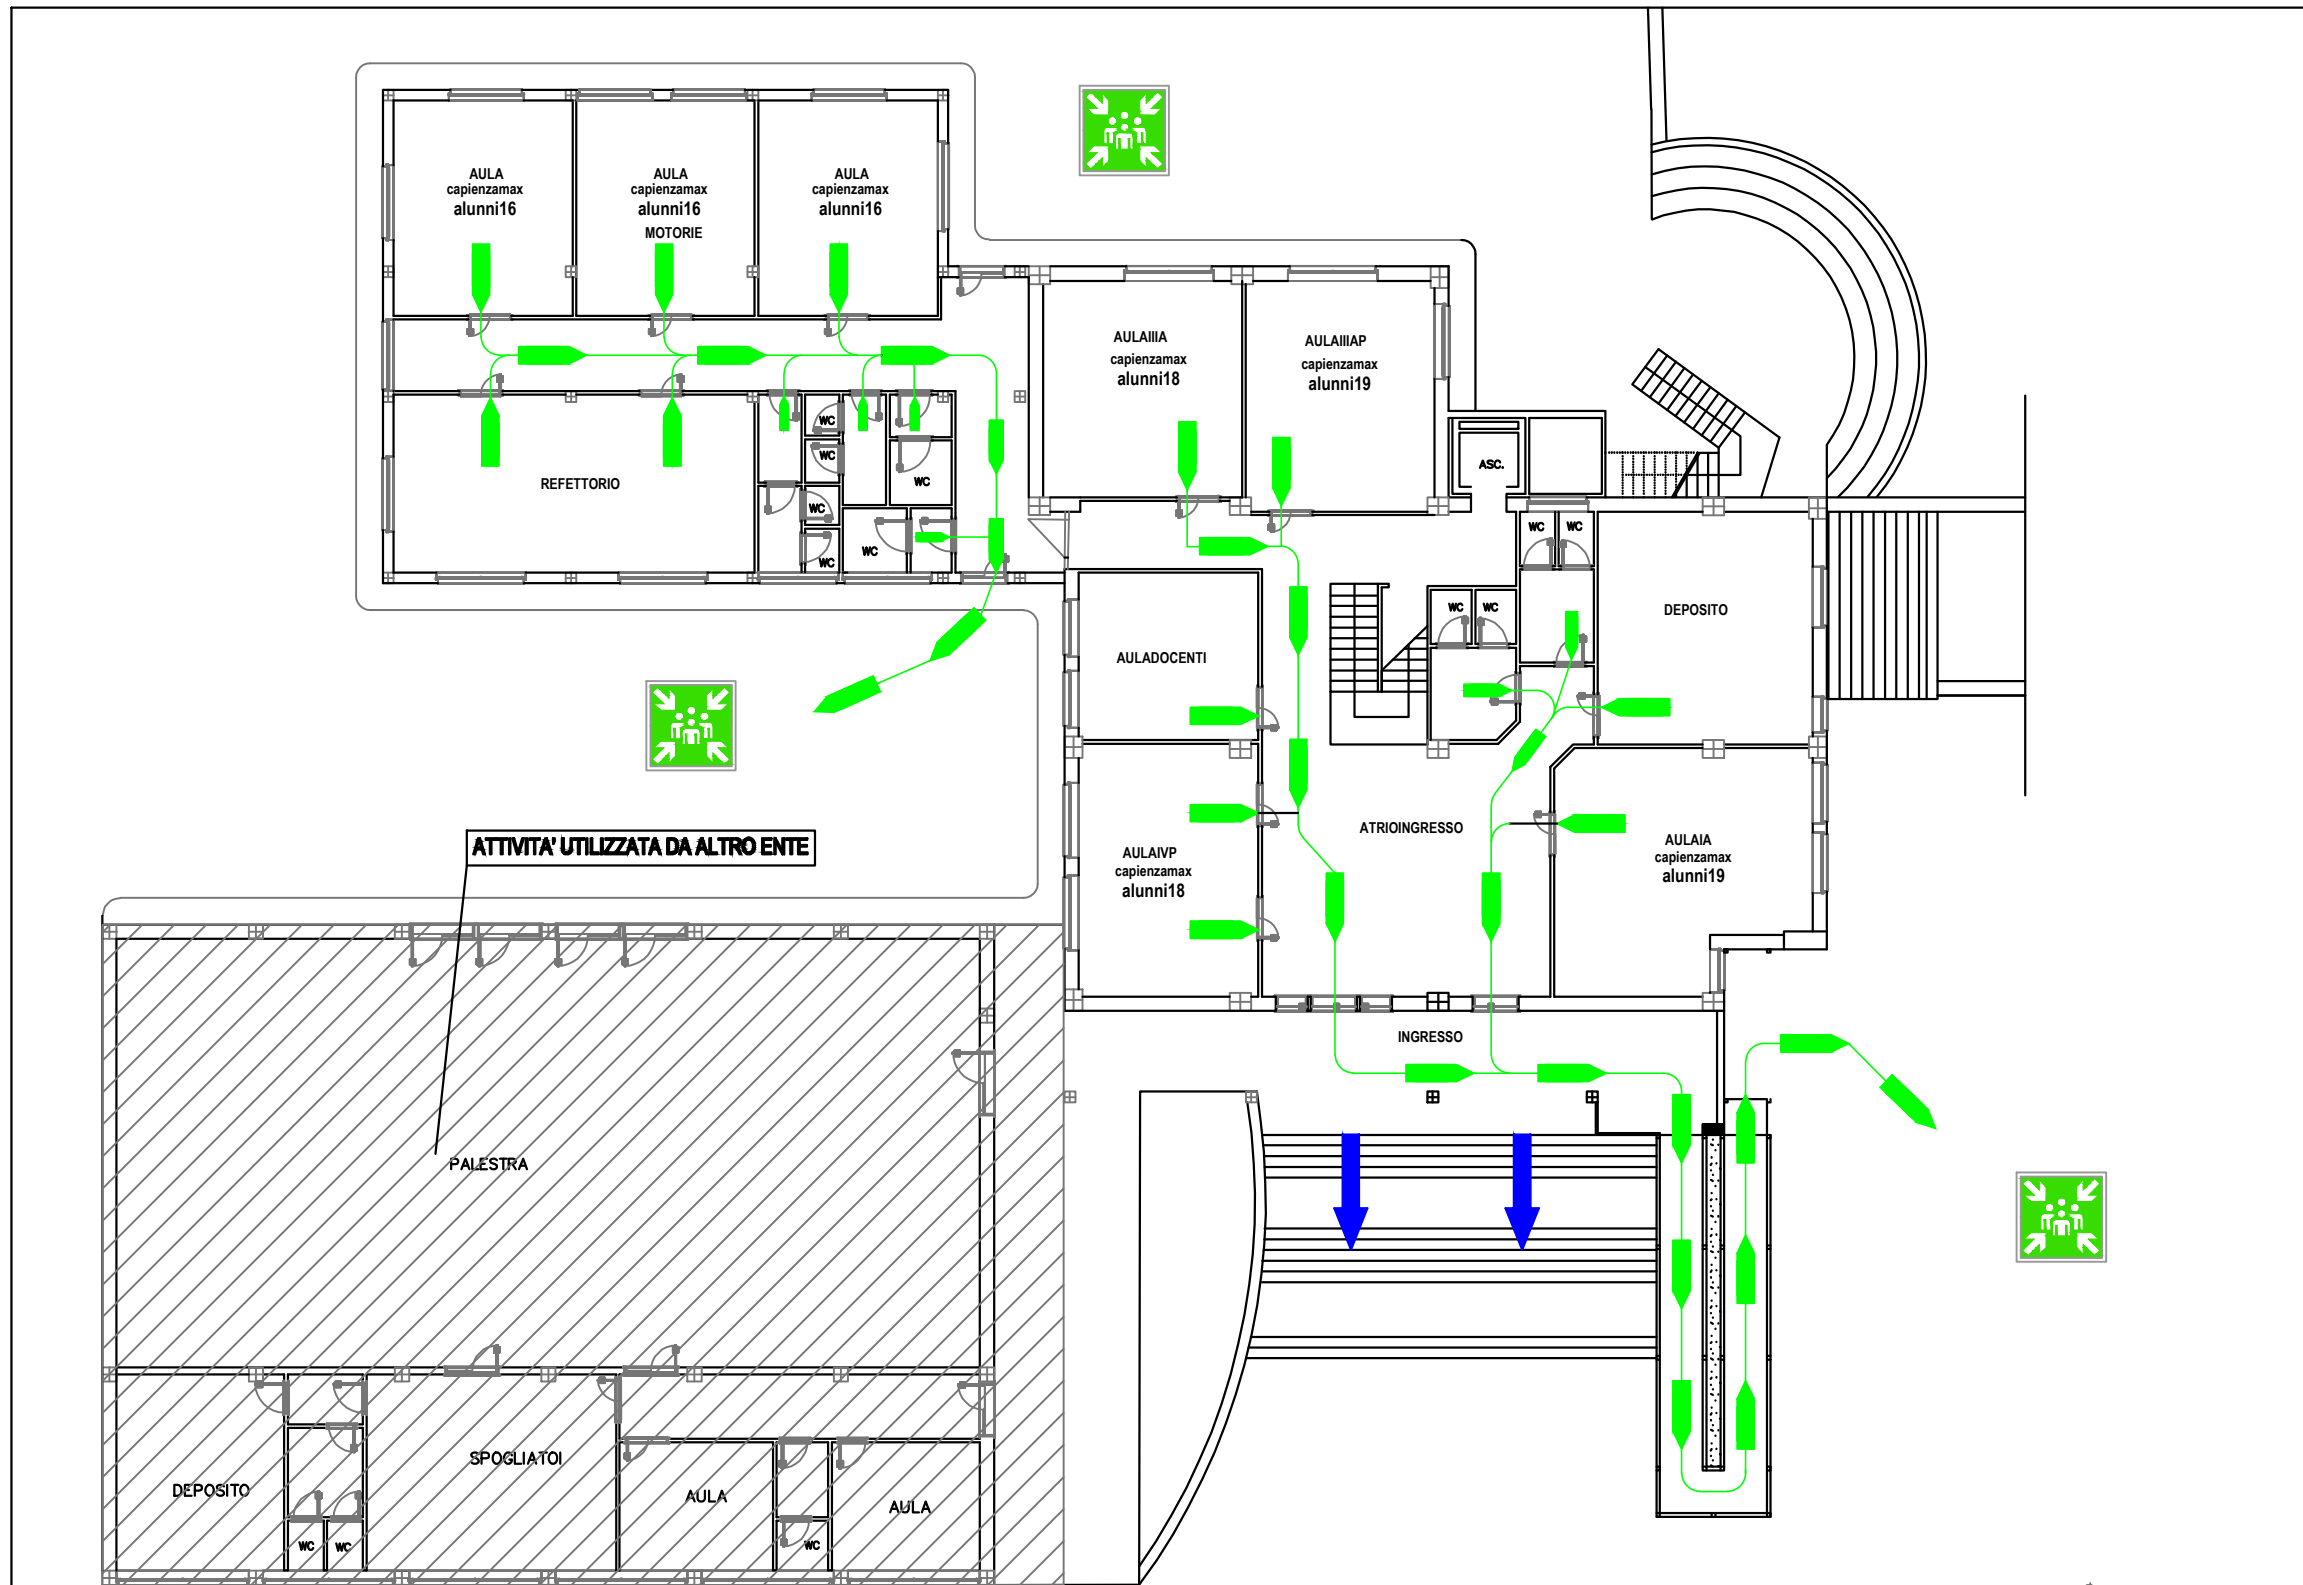 AULA
capienzamax
alunni16
AULA
capienzamax
alunni16
MOTORIE
AULA
capienzamax
alunni16
AULAIIIA
capienzamax
alunni18
AULAIIIAP
capienzamax
alunni19
REFETTORIO
WC
WC
WC
WC
WC
WC
ASC.
WC
WC
WC
WC
DEPOSITO
AULADOCENTI
ATRIOINGRESSO
AULAIVP
capienzamax
alunni18
AULAIA
capienzamax
alunni19
INGRESSO
ATTIVITA' UTILIZZATA DA ALTRO ENTE
PALESTRA
SPOGLIATOI
DEPOSITO
AULA
AULA
WC
WC
WC